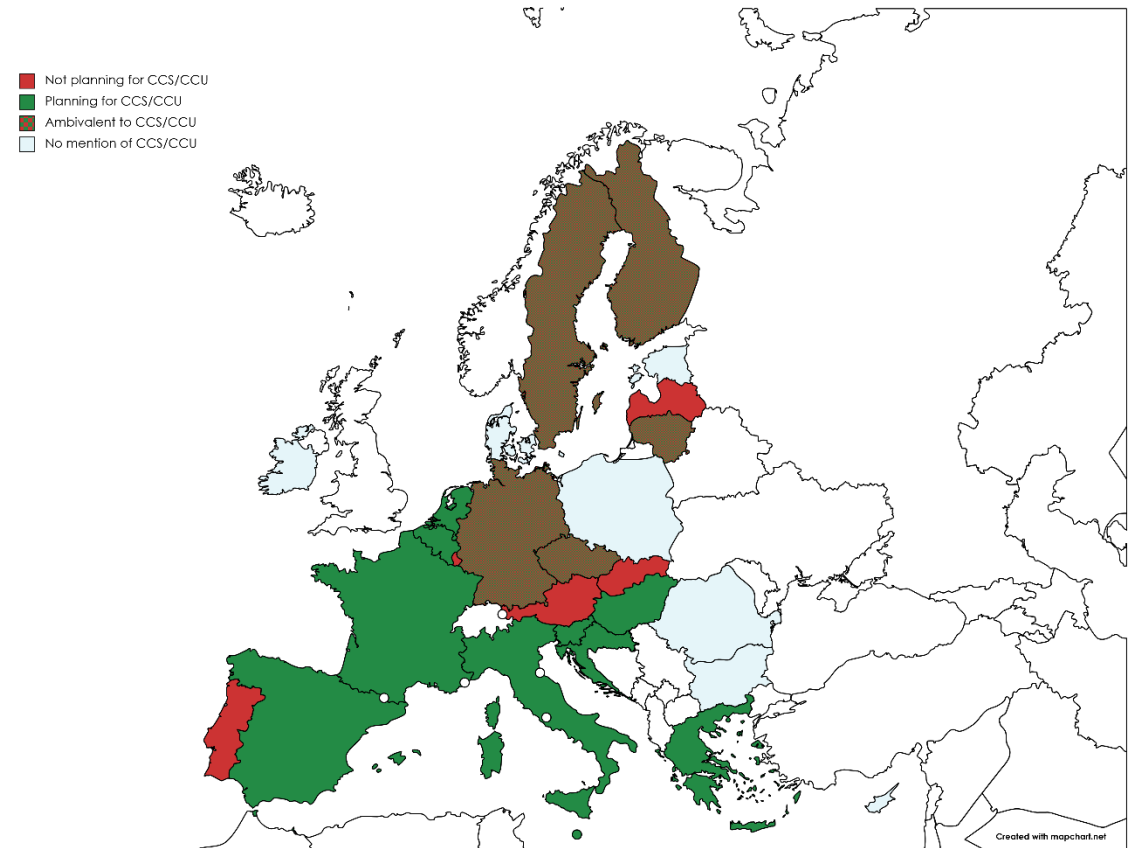 Not planning for CCS/CCU
Planning for CCS/CCU
Ambivalent to CCS/CCU
No mention of CCS/CCU
Created with mapchart.net